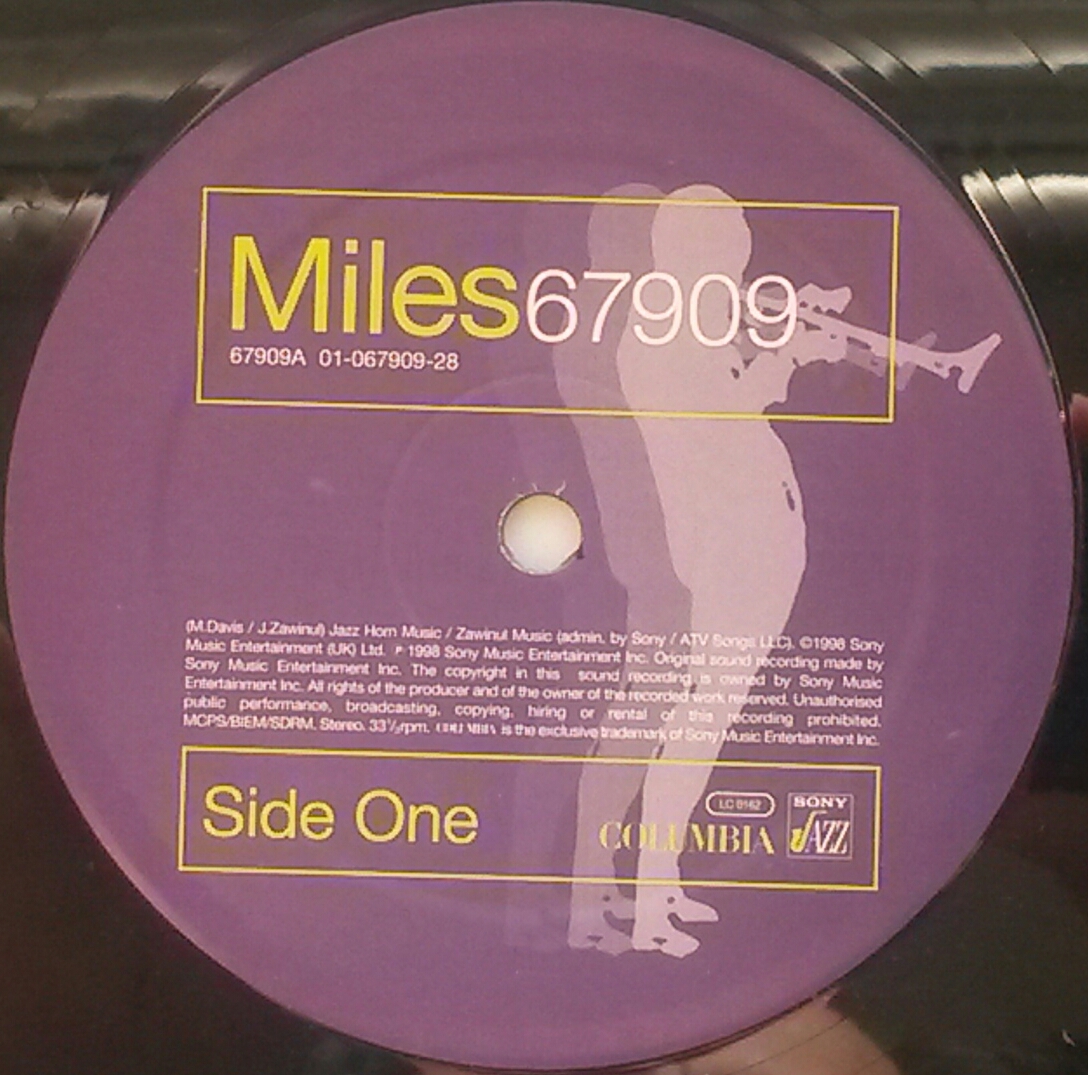 Miles67909
67909A 01-067909-28
(M.Davis / J.Zawinul) Jazz Horn Music / Zawinul Music (admin. by Sony / ATV Songs LLC). ©1998 Sony
Music Entertainment (UK) Ltd. ℗ 1998 Sony Music Entertainment Inc. Original sound recording made by
Sony Music Entertainment Inc. The copyright in this sound recording is owned by Sony Music
Entertainment Inc. All rights of the producer and of the owner of the recorded work reserved. Unauthorised
public performance, broadcasting, copying, hiring or rental of this recording prohibited.
MCPS/BIEM/SDRM. Stereo. 33⅓rpm. COLUMBIA is the exclusive trademark of Sony Music Entertainment Inc.
Side One
LC 0162
COLUMBIA
SONY
JAZZ